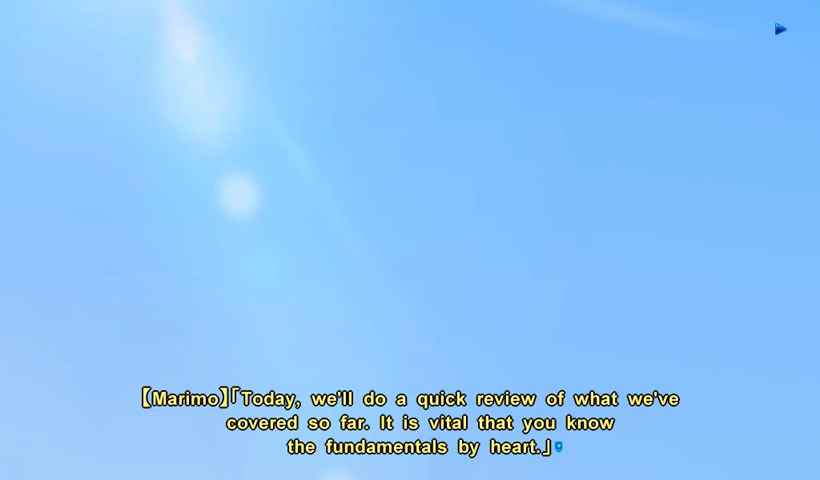 【Marimo】「Today, we'll do a quick review of what we've
covered so far. It is vital that you know
the fundamentals by heart.」